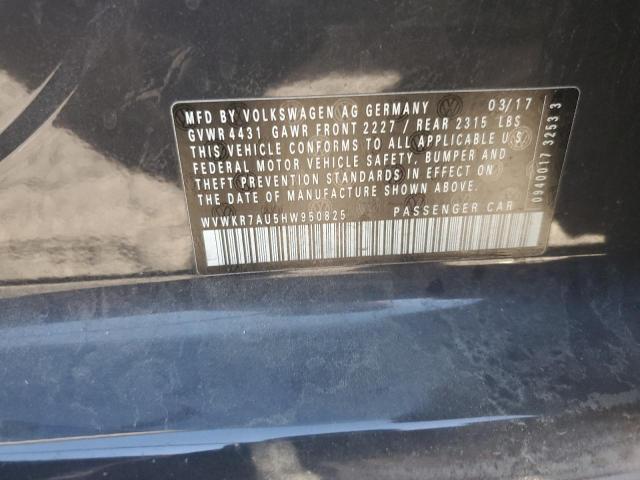 MFD BY VOLKSWAGEN AG GERMANY 03/17
GVWR 4431 GAWR FRONT 2227 / REAR 2315 LBS
THIS VEHICLE CONFORMS TO ALL APPLICABLE U.S.
FEDERAL MOTOR VEHICLE SAFETY, BUMPER AND
THEFT PREVENTION STANDARDS IN EFFECT ON
THE DATE OF MANUFACTURE SHOWN ABOVE.
WVWKR7AU5HW950825 PASSENGER CAR
0940017 3253 3